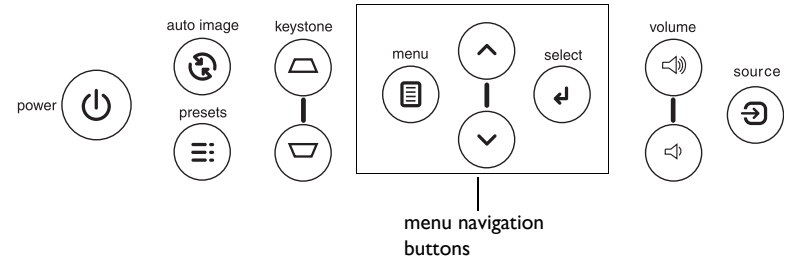 power
auto image
presets
keystone
menu
select
volume
source
menu navigation
buttons